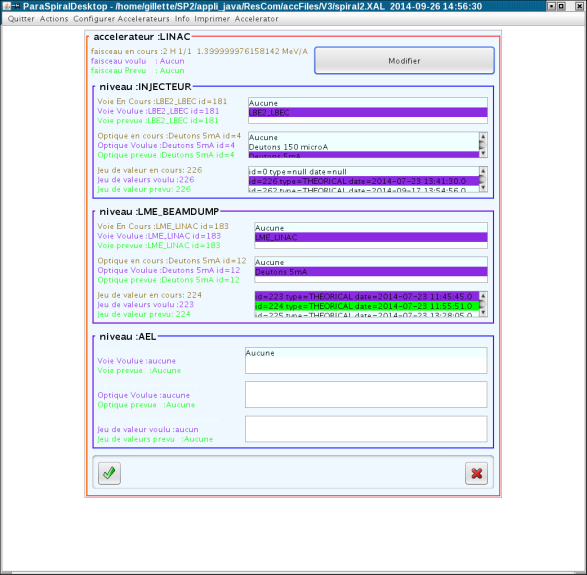 ParaSpiralDesktop - /home/gillette/SP2/appli_java/ResCom/accFiles/V3/spiral2.XAL 2014-09-26 14:56:30
Quitter Actions Configurer Accelerateurs Info Imprimer Accelerator
accelerateur :LINAC
faisceau en cours :2 H 1/1 1.399999976158142 MeV/A
faisceau voulu : Aucun
faisceau Prevu : Aucun
Modifier
niveau :INJECTEUR
Voie En Cours :LBE2_LBEC id=181
Voie Voulue :LBE2_LBEC id=181
Voie prevue :LBE2_LBEC id=181
Aucune
LBE2_LBEC
Optique en cours :Deutons 5mA id=4
Optique Voulue :Deutons 5mA id=4
Optique prevue :Deutons 5mA id=4
Aucune
Deutons 150 microA
Deutons 5mA
Jeu de valeur en cours: 226
Jeu de valeurs voulu :226
Jeu de valeur prevu: 226
id=0 type=null date=null
id=226 type=THEORICAL date=2014-07-23 13:41:30.0
id=262 type=THEORICAL date=2014-09-17 13:54:56.0
niveau :LME_BEAMDUMP
Voie En Cours :LME_LINAC id=183
Voie Voulue :LME_LINAC id=183
Voie prevue :LME_LINAC id=183
Aucune
LME_LINAC
Optique en cours :Deutons 5mA id=12
Optique Voulue :Deutons 5mA id=12
Optique prevue :Deutons 5mA id=12
Aucune
Deutons 5mA
Jeu de valeur en cours: 224
Jeu de valeurs voulu :223
Jeu de valeur prevu: 224
id=223 type=THEORICAL date=2014-07-23 11:45:45.0
id=224 type=THEORICAL date=2014-07-23 11:55:51.0
id=225 type=THEORICAL date=2014-07-23 13:28:05.0
niveau :AEL
Voie Voulue :aucune
Voie prevue :Aucune
Aucune
Optique Voulue :aucune
Optique prevue :Aucune
Jeu de valeur voulu :aucun
Jeu de valeurs prevu :Aucune